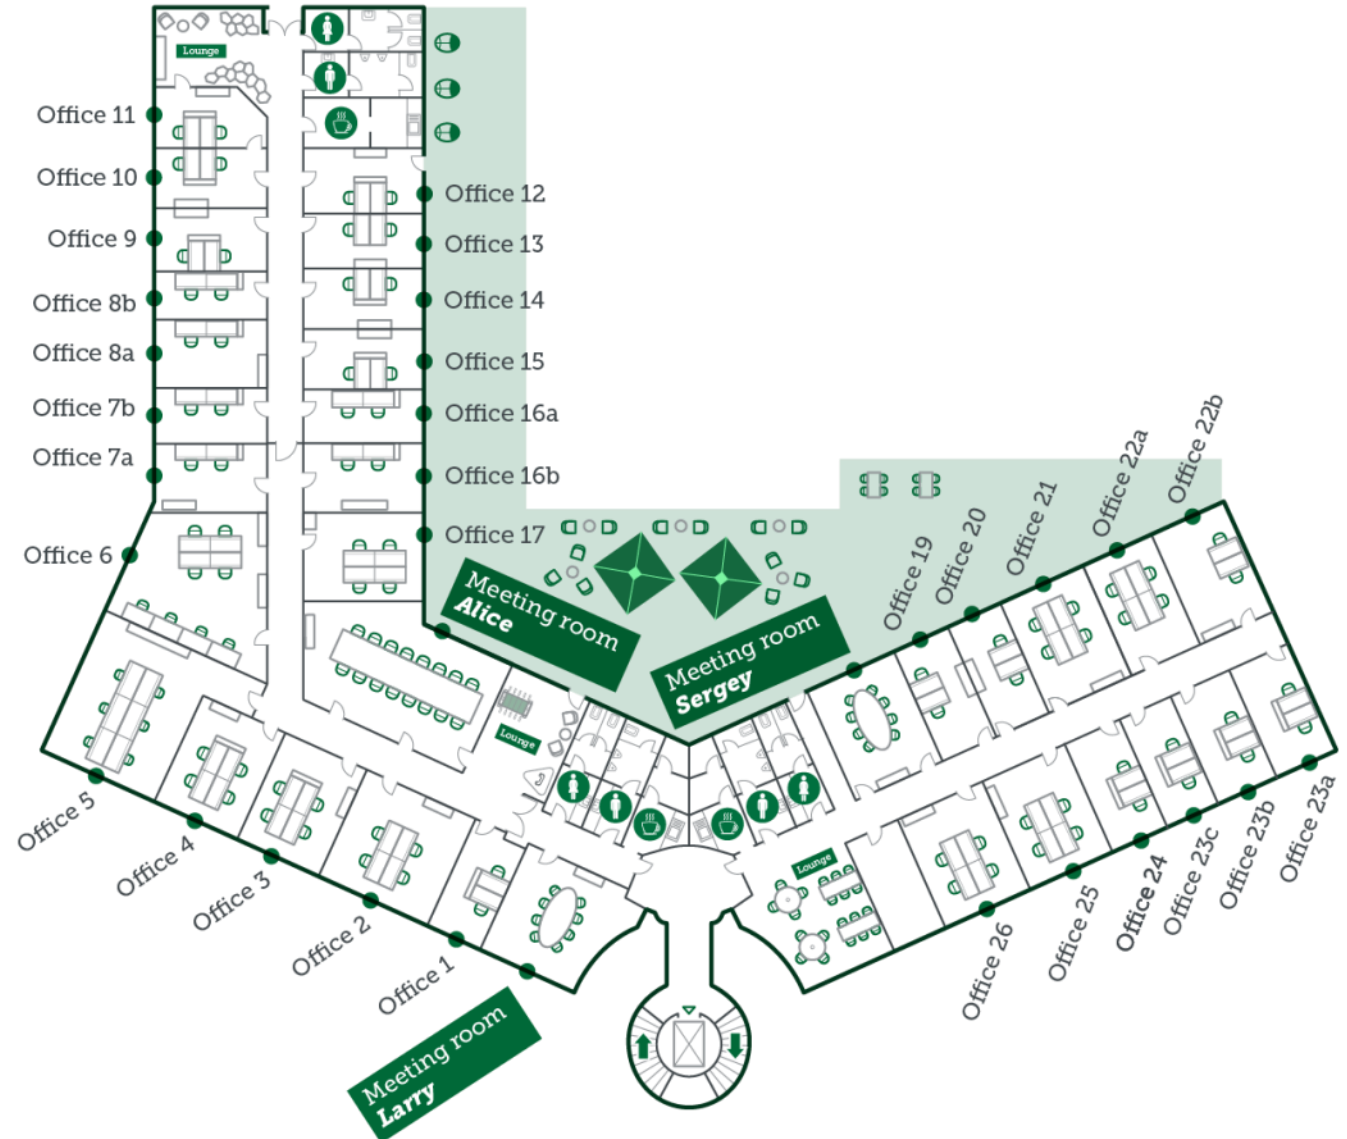 Lounge
Office 11
Office 10
Office 9
Office 8b
Office 8a
Office 7b
Office 7a
Office 6
Office 12
Office 13
Office 14
Office 15
Office 16a
Office 16b
Office 17
Meeting room
Alice
Meeting room
Sergey
Office 19
Office 20
Office 21
Office 22a
Office 22b
Lounge
Lounge
Office 5
Office 4
Office 3
Office 2
Office 1
Meeting room
Larry
Office 26
Office 25
Office 24
Office 23c
Office 23b
Office 23a